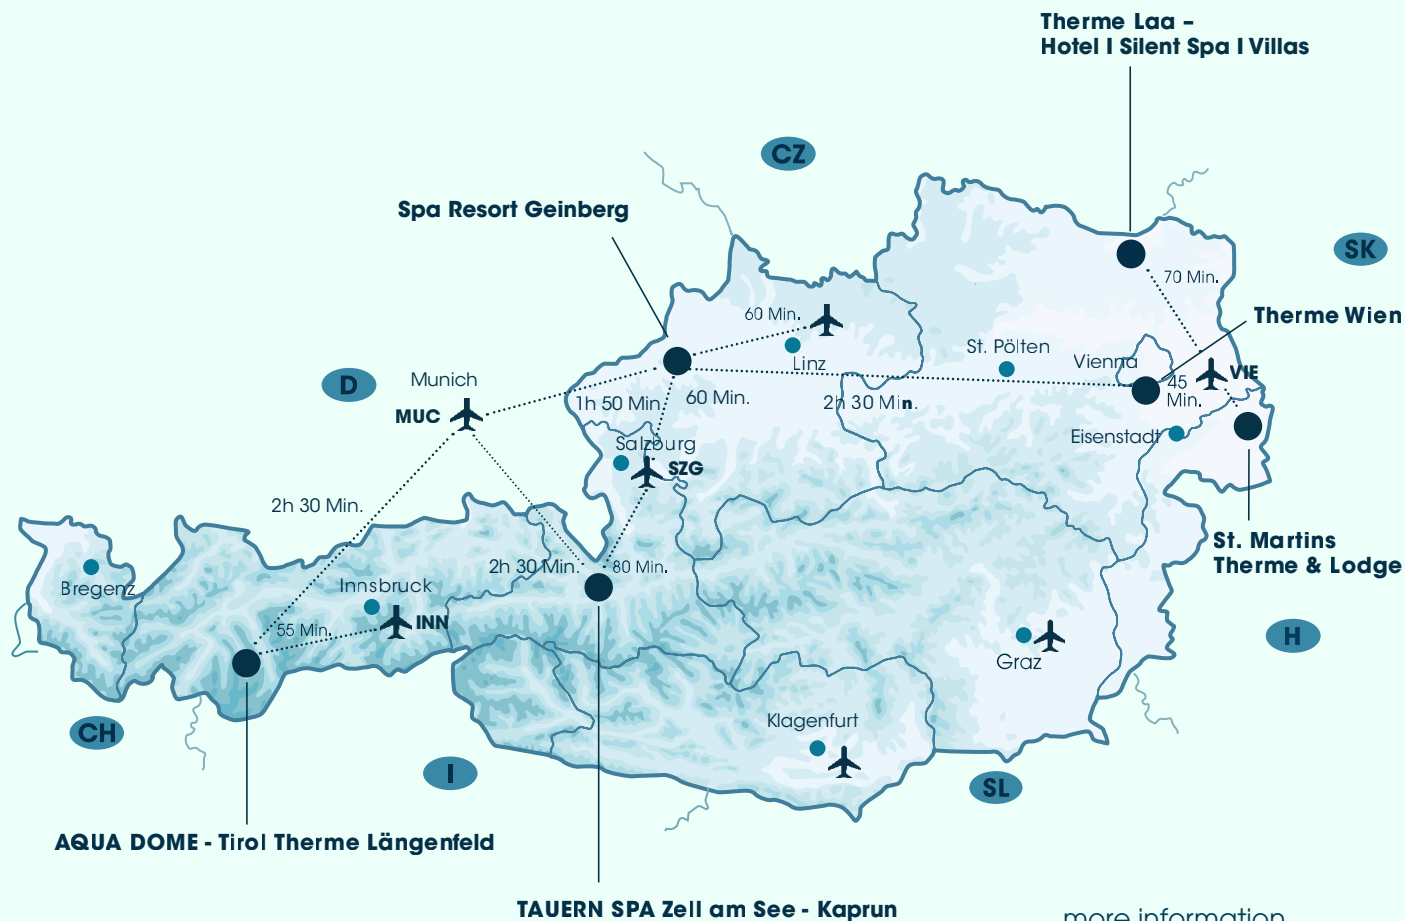 Therme Laa –
Hotel I Silent Spa I Villas
CZ
Spa Resort Geinberg
SK
70 Min.
60 Min.
Therme Wien
Linz
St. Pölten
Vienna
VIE
D
Munich
MUC
1h 50 Min.
60 Min.
2h 30 Min.
45
Min.
Salzburg
SZG
Eisenstadt
2h 30 Min.
St. Martins
Therme & Lodge
2h 30 Min.
80 Min.
Bregenz
Innsbruck
INN
55 Min.
H
Graz
CH
Klagenfurt
I
SL
AQUA DOME - Tirol Therme Längenfeld
TAUERN SPA Zell am See - Kaprun
more information